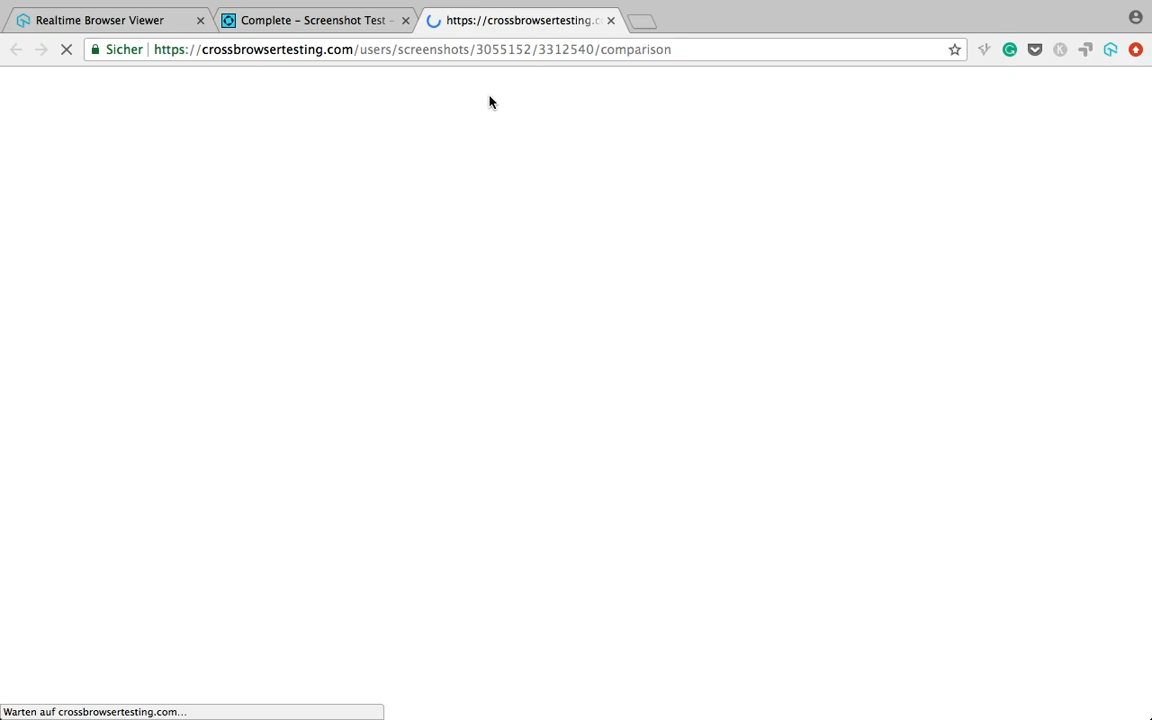 Realtime Browser Viewer
Complete – Screenshot Test -
https://crossbrowsertesting.c
Sicher
https://crossbrowsertesting.com/users/screenshots/3055152/3312540/comparison
Warten auf crossbrowsertesting.com...